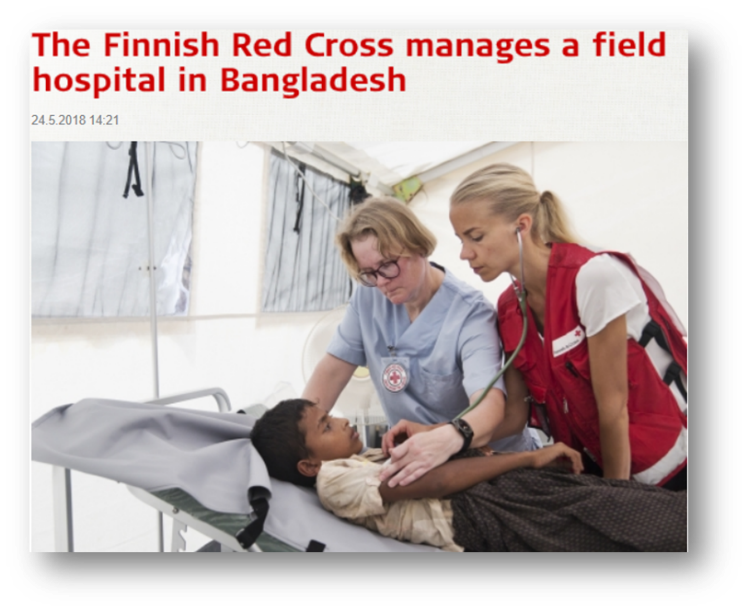 The Finnish Red Cross manages a field
hospital in Bangladesh
24.5.2018 14:21